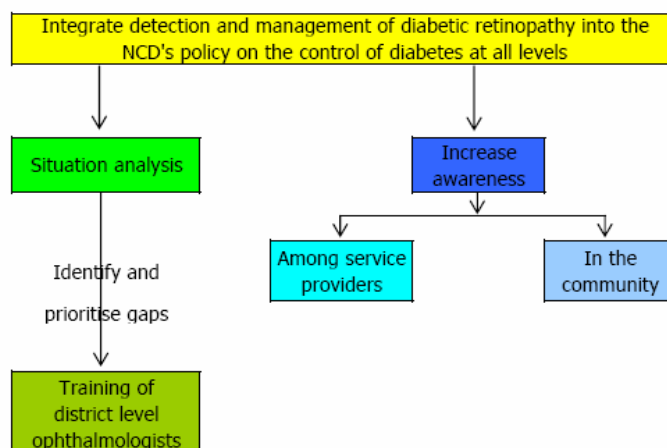 Integrate detection and management of diabetic retinopathy into the
NCD's policy on the control of diabetes at all levels
Situation analysis
Increase
awareness
Among service
providers
In the
community
Identify and
prioritise gaps
Training of
district level
ophthalmologists